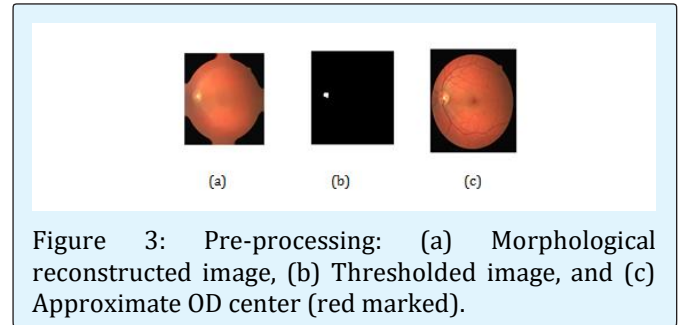 (a) (b) (c)
Figure 3: Pre-processing: (a) Morphological
reconstructed image, (b) Thresholded image, and (c)
Approximate OD center (red marked).